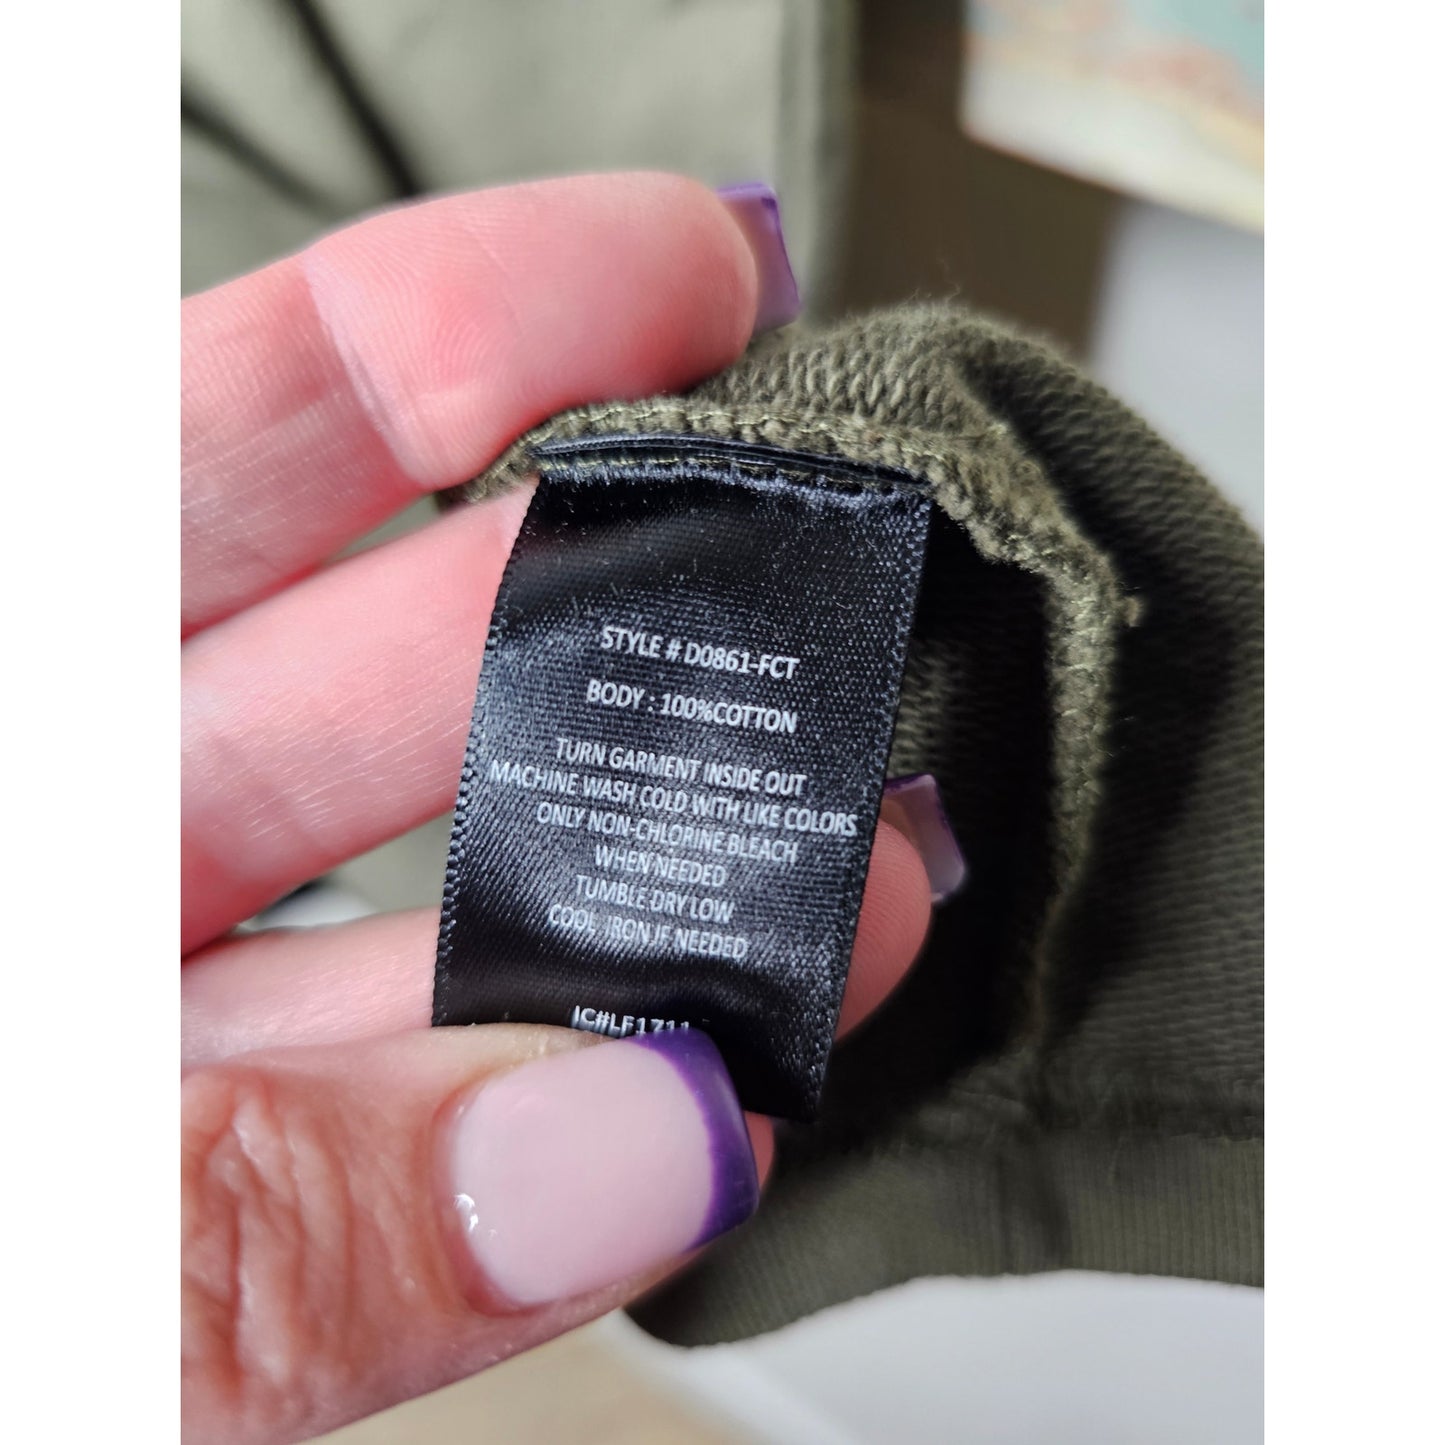 STYLE # D0861-FCT
BODY : 100%COTTON
TURN GARMENT INSIDE OUT
MACHINE WASH COLD WITH LIKE COLORS
ONLY NON-CHLORINE BLEACH
WHEN NEEDED
TUMBLE DRY LOW
COOL IRON IF NEEDED